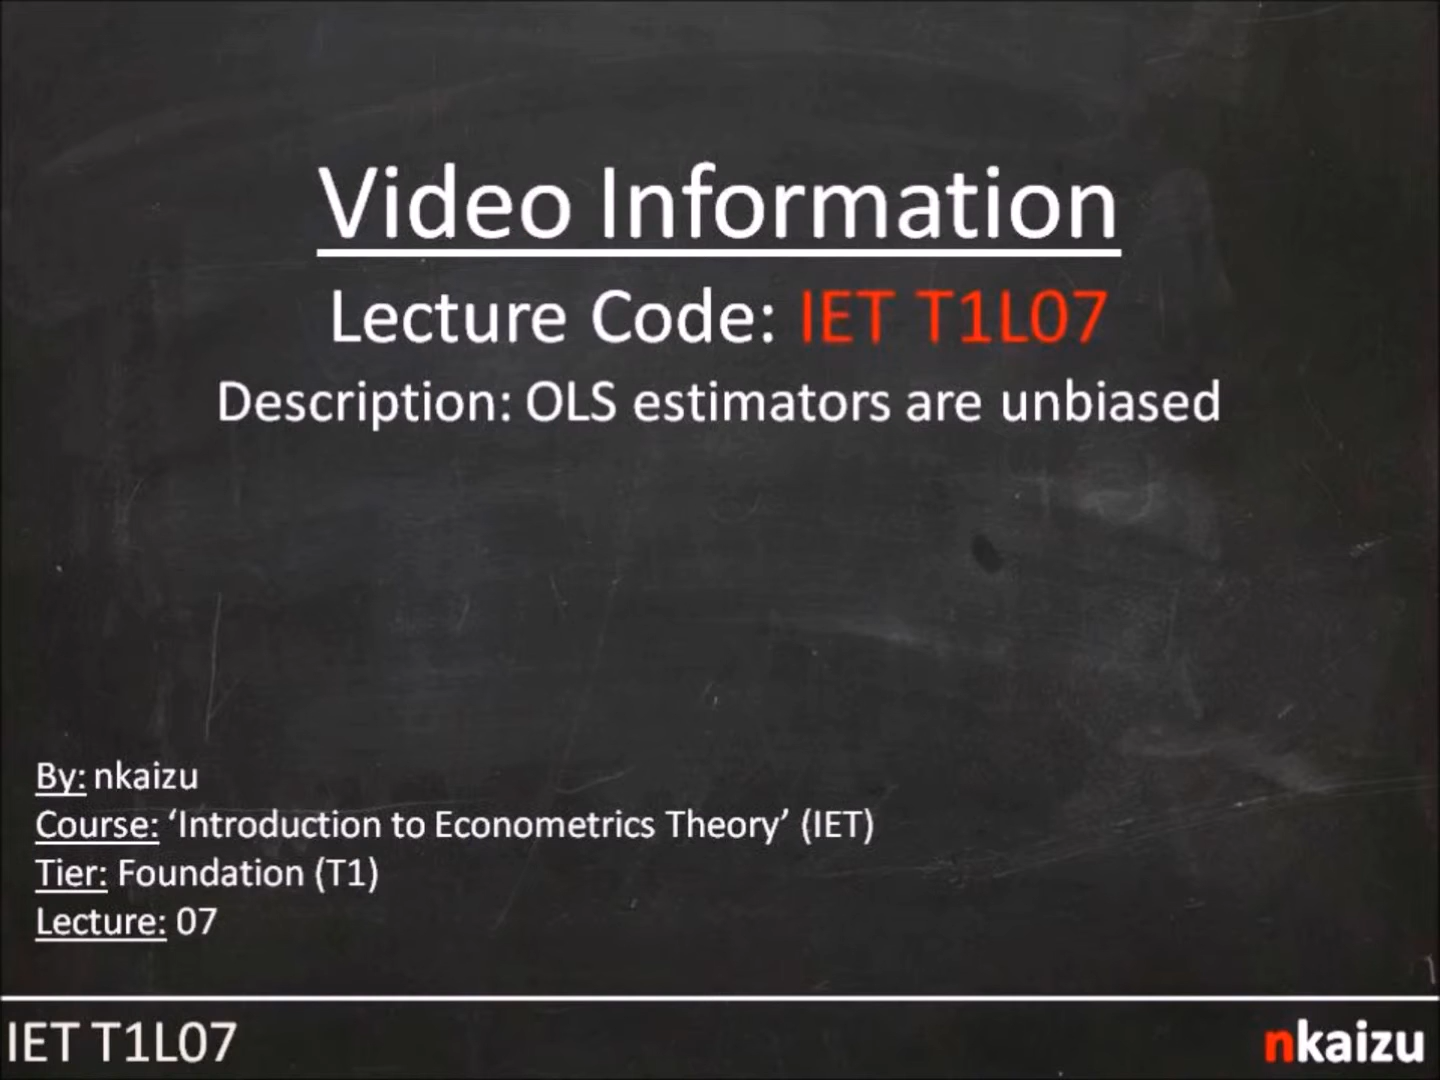 Video Information
Lecture Code: IET T1L07
Description: OLS estimators are unbiased
By: nkaizu
Course: ‘Introduction to Econometrics Theory’ (IET)
Tier: Foundation (T1)
Lecture: 07
IET T1L07
nkaizu